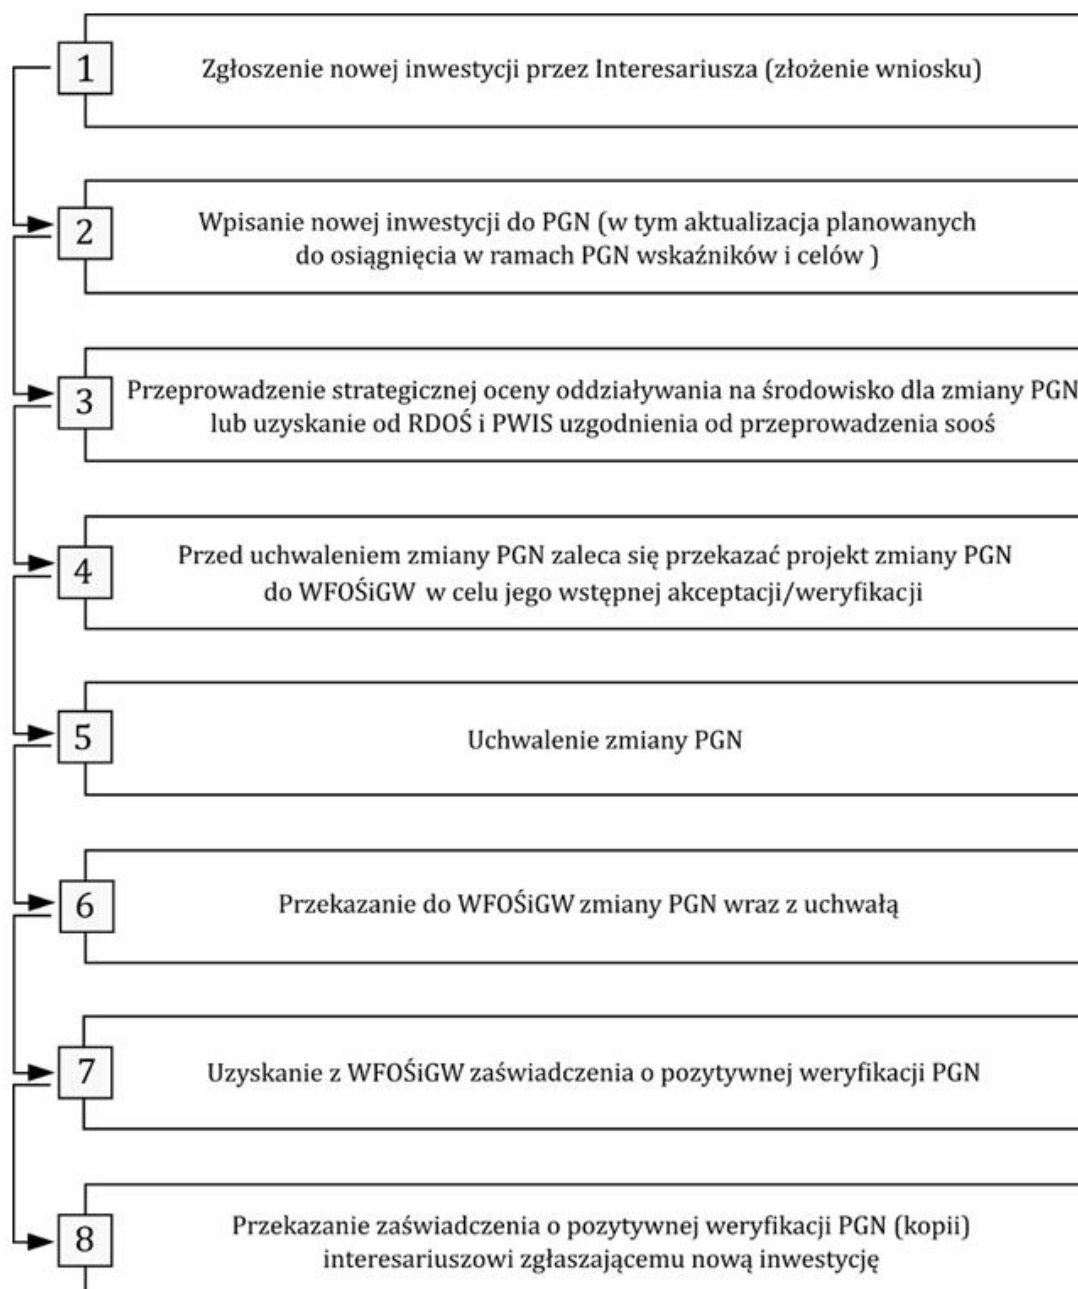 1
Zgłoszenie nowej inwestycji przez Interesariusza (złożenie wniosku)
2
Wpisanie nowej inwestycji do PGN (w tym aktualizacja planowanych
do osiągnięcia w ramach PGN wskaźników i celów )
3
Przeprowadzenie strategicznej oceny oddziaływania na środowisko dla zmiany PGN
lub uzyskanie od RDOŚ i PWIS uzgodnienia od przeprowadzenia sooś
4
Przed uchwaleniem zmiany PGN zaleca się przekazać projekt zmiany PGN
do WFOŚiGW w celu jego wstępnej akceptacji/weryfikacji
5
Uchwalenie zmiany PGN
6
Przekazanie do WFOŚiGW zmiany PGN wraz z uchwałą
7
Uzyskanie z WFOŚiGW zaświadczenia o pozytywnej weryfikacji PGN
8
Przekazanie zaświadczenia o pozytywnej weryfikacji PGN (kopii)
interesariuszowi zgłaszającemu nową inwestycję